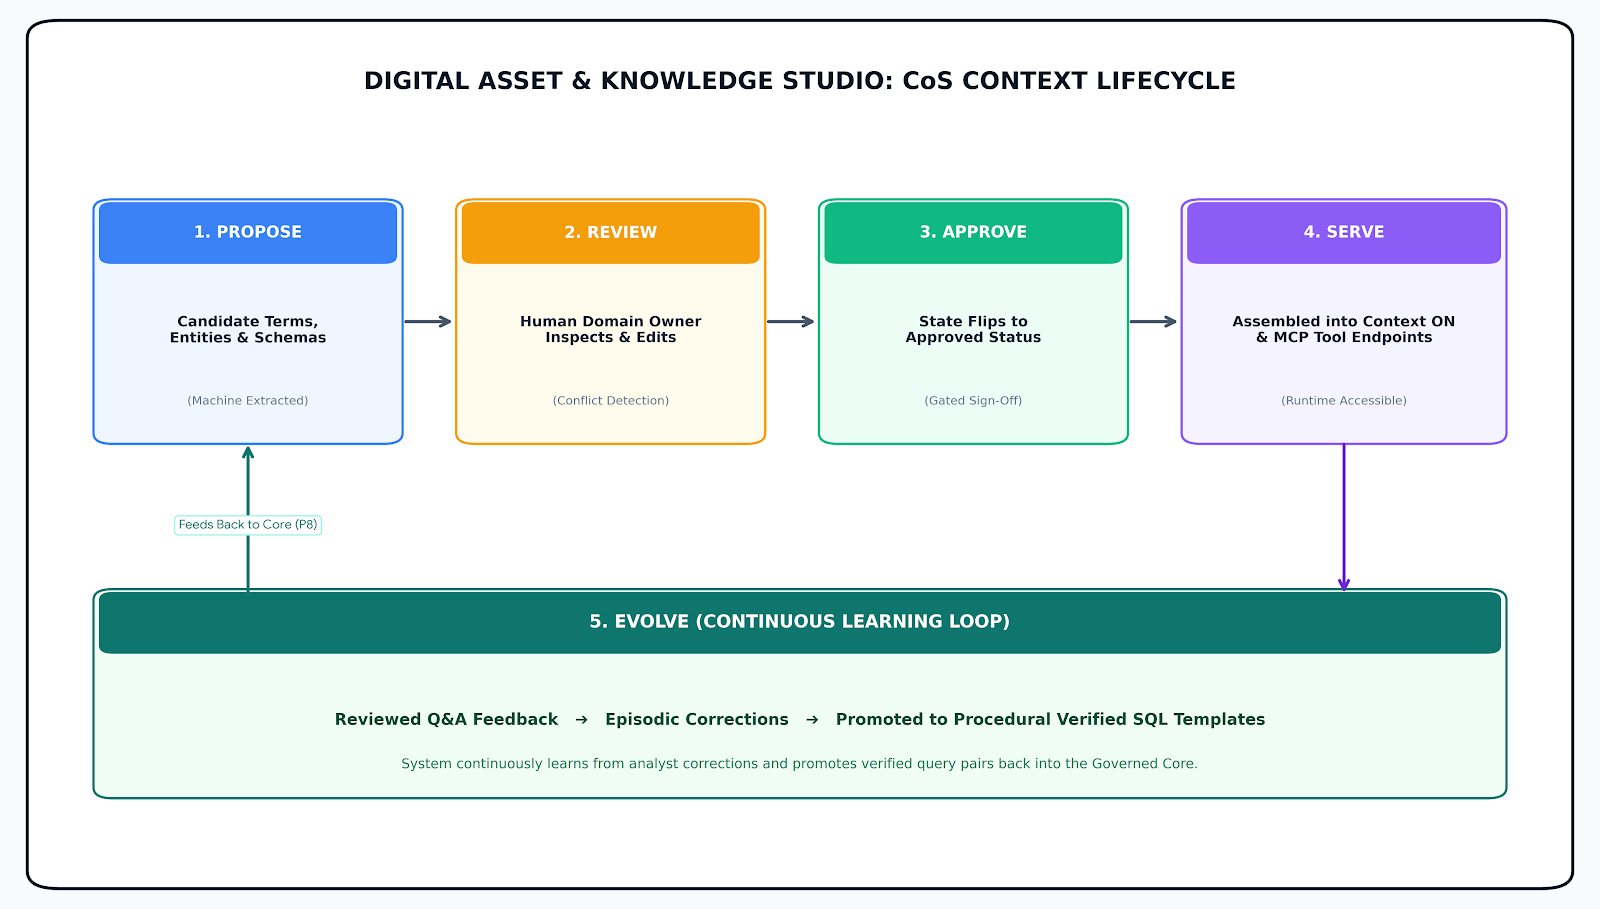 DIGITAL ASSET & KNOWLEDGE STUDIO: CoS CONTEXT LIFECYCLE
1. PROPOSE
Candidate Terms,
Entities & Schemas
(Machine Extracted)
2. REVIEW
Human Domain Owner
Inspects & Edits
(Conflict Detection)
3. APPROVE
State Flips to
Approved Status
(Gated Sign-Off)
4. SERVE
Assembled into Context ON
& MCP Tool Endpoints
(Runtime Accessible)
Feeds Back to Core (P8)
5. EVOLVE (CONTINUOUS LEARNING LOOP)
Reviewed Q&A Feedback → Episodic Corrections → Promoted to Procedural Verified SQL Templates
System continuously learns from analyst corrections and promotes verified query pairs back into the Governed Core.